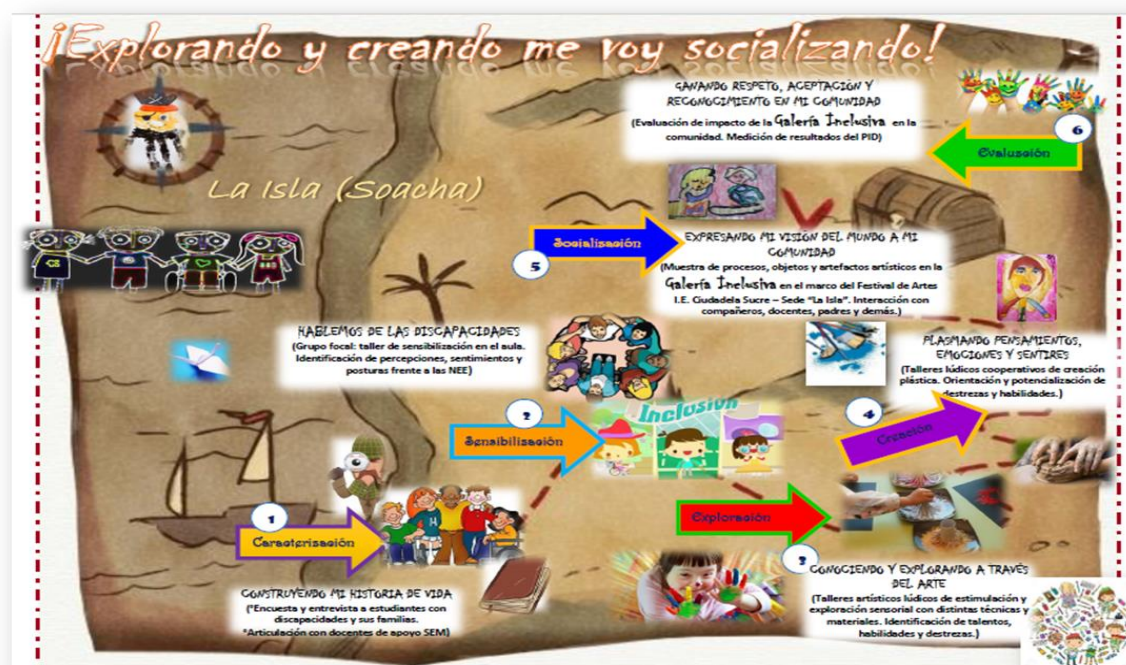 ¡Explorando y creando me voy socializando!
La Isla (Soacha)
1
Caracterización
CONSTRUYENDO MI HISTORIA DE VIDA
(*Encuesta y entrevista a estudiantes con
discapacidades y sus familias.
*Articulación con docentes de apoyo SEM)
2
Sensibilización
HABLEMOS DE LAS DISCAPACIDADES
(Grupo focal: taller de sensibilización en el aula.
Identificación de percepciones, sentimientos y
posturas frente a las NEE)
Inclusiva
3
Exploración
CONOCIENDO Y EXPLORANDO A TRAVÉS
DEL ARTE
(Talleres artísticos lúdicos de estimulación y
exploración sensorial con distintas técnicas y
materiales. Identificación de talentos,
habilidades y destrezas.)
4
Creación
PLASMANDO PENSAMIENTOS,
EMOCIONES Y SENTIRES
(Talleres lúdicos cooperativos de creación
plástica. Orientación y potencialización de
destrezas y habilidades.)
5
Socialización
EXPRESANDO MI VISIÓN DEL MUNDO A MI
COMUNIDAD
(Muestra de procesos, objetos y artefactos artísticos en la
Galería Inclusiva en el marco del Festival de Artes
I.E. Ciudadela Sucre – Sede "La Isla". Interacción con
compañeros, docentes, padres y demás.)
6
Evaluación
GANANDO RESPETO, ACEPTACIÓN Y
RECONOCIMIENTO EN MI COMUNIDAD
(Evaluación de impacto de la Galería Inclusiva en la
comunidad. Medición de resultados del PID)